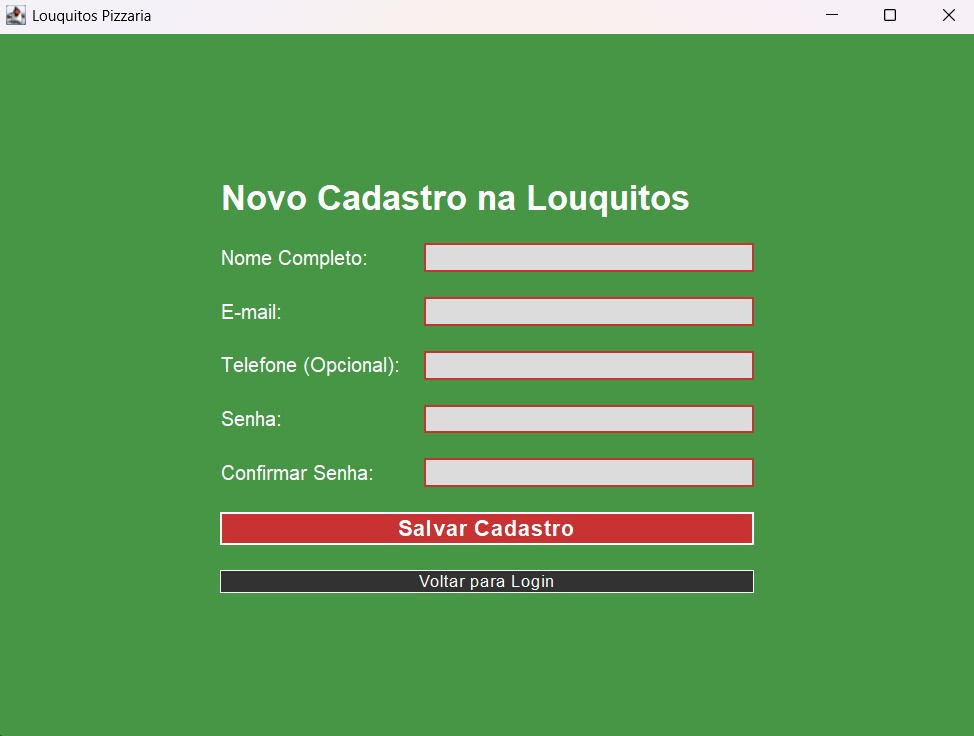 Louquitos Pizzaria
Novo Cadastro na Louquitos
Nome Completo:
E-mail:
Telefone (Opcional):
Senha:
Confirmar Senha:
Salvar Cadastro
Voltar para Login